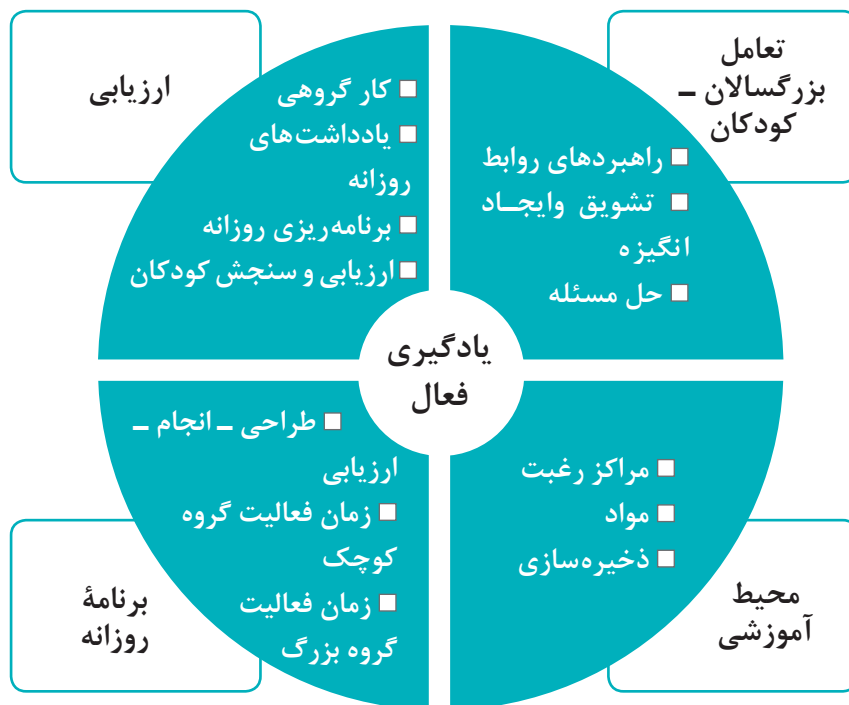 تعامل
بزرگسالان ـ
کودکان
راهبردهای روابط
تشویق وایجـاد
انگیزه
حل مسئله
ارزیابی
کار گروهی
یادداشت‌های
روزانه
برنامه‌ریزی روزانه
ارزیابی و سنجش کودکان
یادگیری
فعال
مراکز رغبت
مواد
ذخیره‌سازی
محیط
آموزشی
طراحی ـ انجام ـ
ارزیابی
زمان فعالیت گروه
کوچک
زمان فعالیت
گروه بزرگ
برنامۀ
روزانه